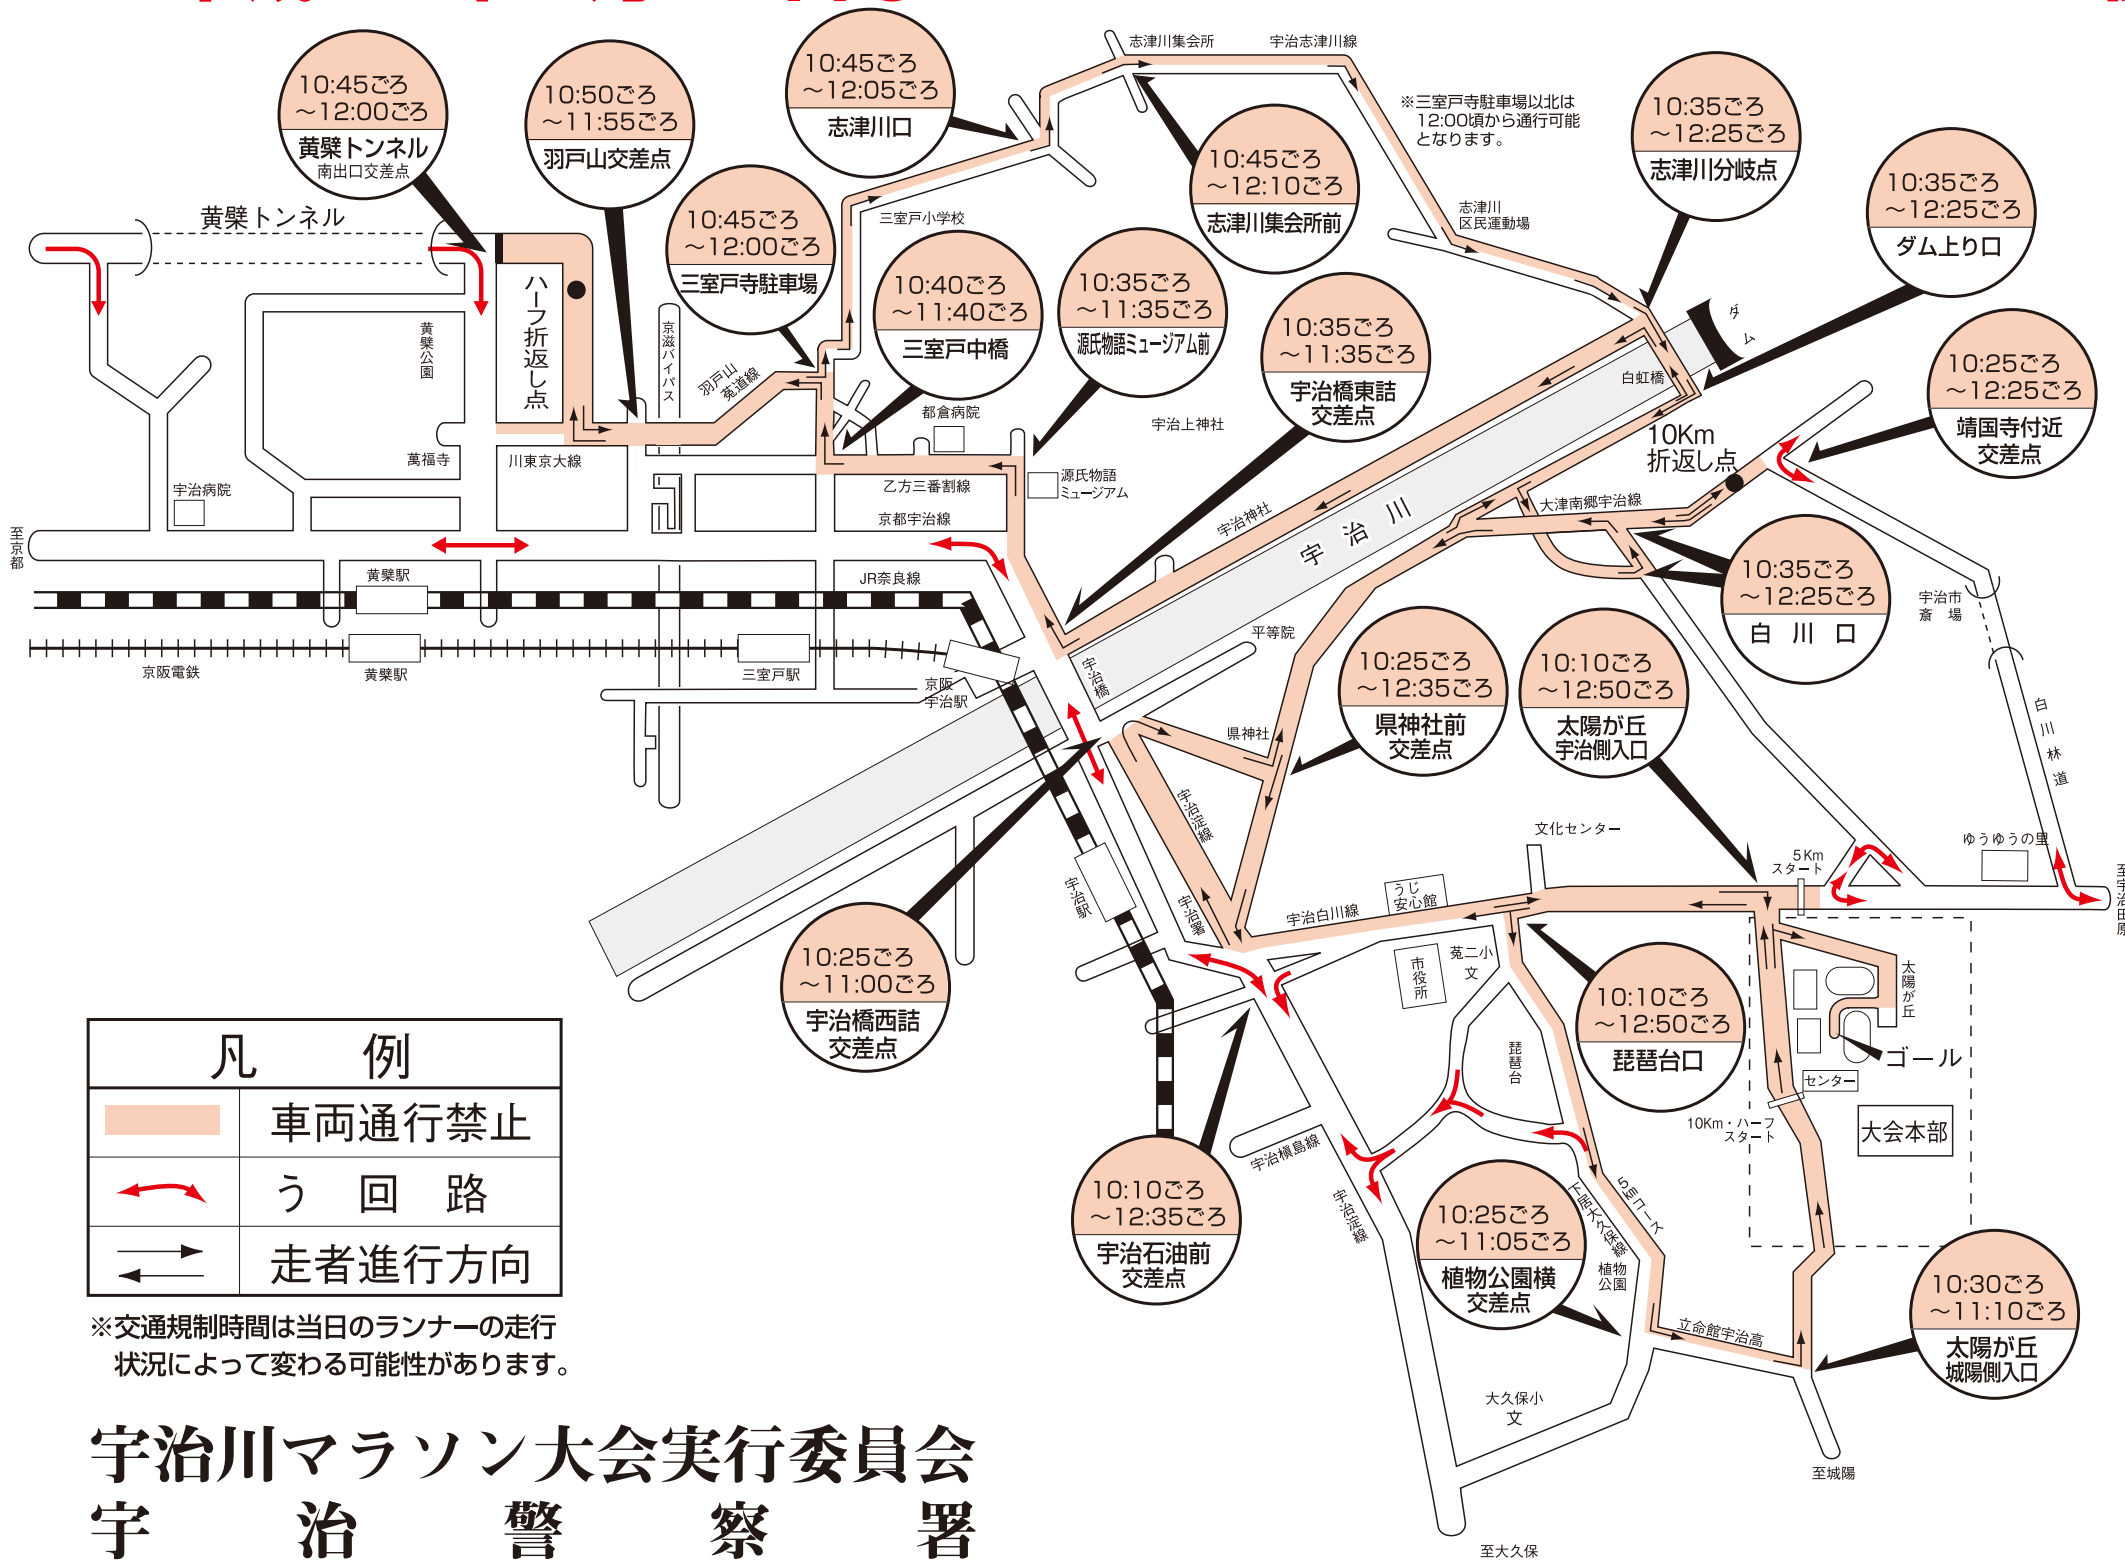 10:45ごろ
～12:00ごろ
黄檗トンネル
南出口交差点
10:50ごろ
～11:55ごろ
羽戸山交差点
10:45ごろ
～12:05ごろ
志津川口
志津川集会所
宇治志津川線
※三室戸寺駐車場以北は
12:00頃から通行可能
となります。
10:35ごろ
～12:25ごろ
志津川分岐点
10:45ごろ
～12:10ごろ
志津川集会所前
10:45ごろ
～12:00ごろ
三室戸寺駐車場
10:35ごろ
～12:25ごろ
ダム上り口
黄檗トンネル
三室戸小学校
志津川
区民運動場
10:40ごろ
～11:40ごろ
三室戸中橋
10:35ごろ
～11:35ごろ
源氏物語ミュージアム前
10:35ごろ
～11:35ごろ
宇治橋東詰
交差点
ダム
白虹橋
10:25ごろ
～12:25ごろ
靖国寺付近
交差点
ハーフ折返し点
黄檗公園
京滋バイパス
羽戸山
莵道線
都倉病院
宇治上神社
10Km
折返し点
萬福寺
川東京大線
宇治病院
乙方三番割線
源氏物語
ミュージアム
京都宇治線
宇治神社
宇治川
大津南郷宇治線
至京都
黄檗駅
JR奈良線
10:35ごろ
～12:25ごろ
白川口
宇治市
斎場
京阪電鉄
黄檗駅
三室戸駅
京阪
宇治駅
宇治橋
平等院
県神社
10:25ごろ
～12:35ごろ
県神社前
交差点
10:10ごろ
～12:50ごろ
太陽が丘
宇治側入口
白川林道
宇治淀線
宇治駅
宇治署
文化センター
うじ
安心館
宇治白川線
5Km
スタート
ゆうゆうの里
至宇治田原
10:25ごろ
～11:00ごろ
宇治橋西詰
交差点
市役所
菟二小
文
琵琶台
10:10ごろ
～12:50ごろ
琵琶台口
太陽が丘
ゴール
センター
10Km・ハーフ
スタート
大会本部
凡例
車両通行禁止
う回路
走者進行方向
※交通規制時間は当日のランナーの走行
状況によって変わる可能性があります。
10:10ごろ
～12:35ごろ
宇治石油前
交差点
宇治槇島線
宇治淀線
10:25ごろ
～11:05ごろ
植物公園横
交差点
5㎞コース
下居大久保線
植物
公園
立命館宇治高
10:30ごろ
～11:10ごろ
太陽が丘
城陽側入口
大久保小
文
至城陽
至大久保
宇治川マラソン大会実行委員会
宇治警察署